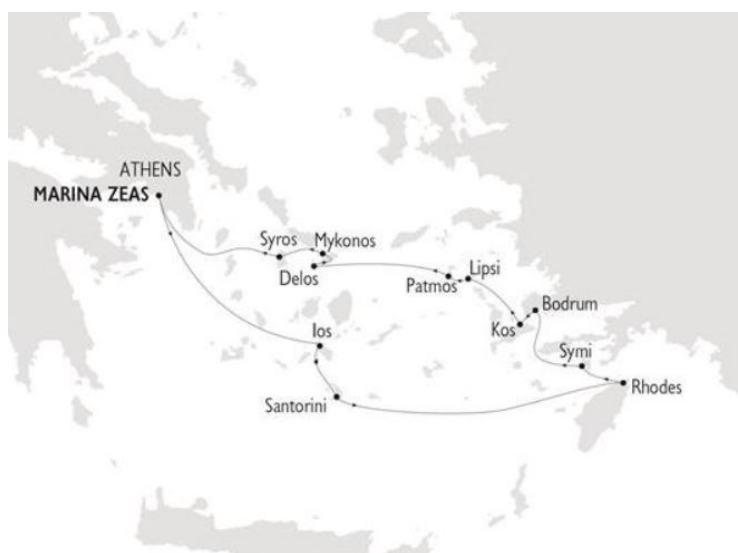 ATHENS
MARINA ZEAS
Syros
Mykonos
Delos
Patmos
Lipsi
Bodrum
Kos
Ios
Symi
Rhodes
Santorini